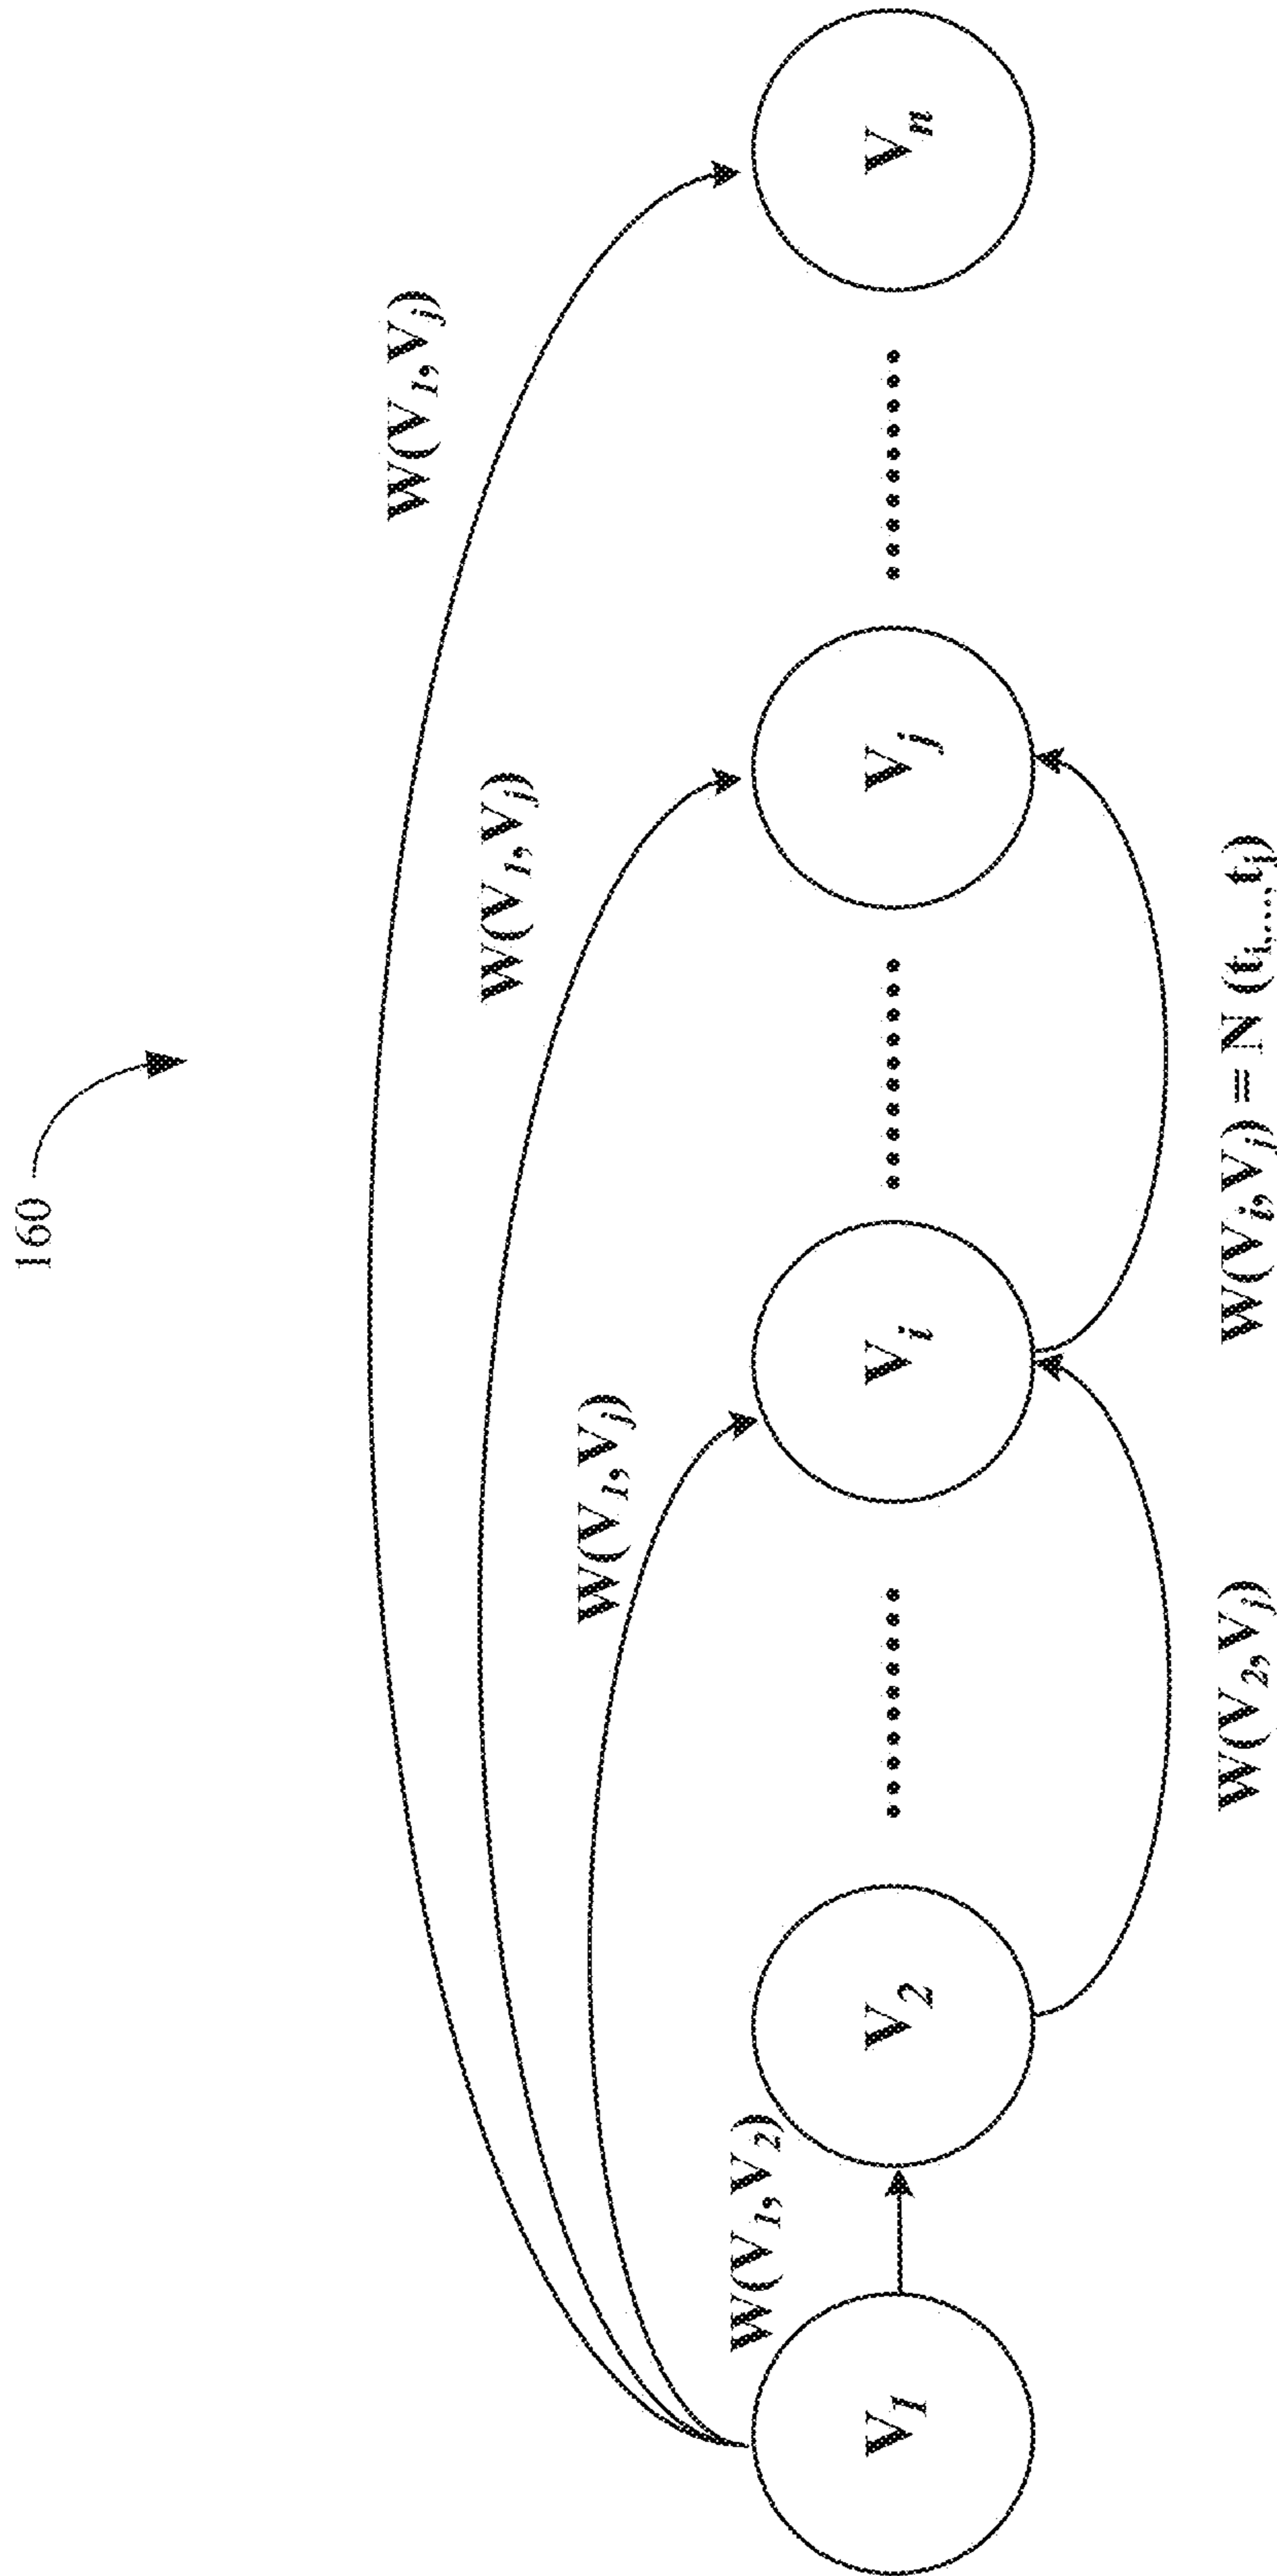 160
W(V₁, Vⱼ)
W(V₁, Vⱼ)
W(V₁, Vⱼ)
W(V₁, V₂)
V₁ V₂ Vᵢ Vⱼ Vₙ
W(V₂, Vⱼ) W(Vᵢ, Vⱼ) = N (tᵢ,..., tⱼ)